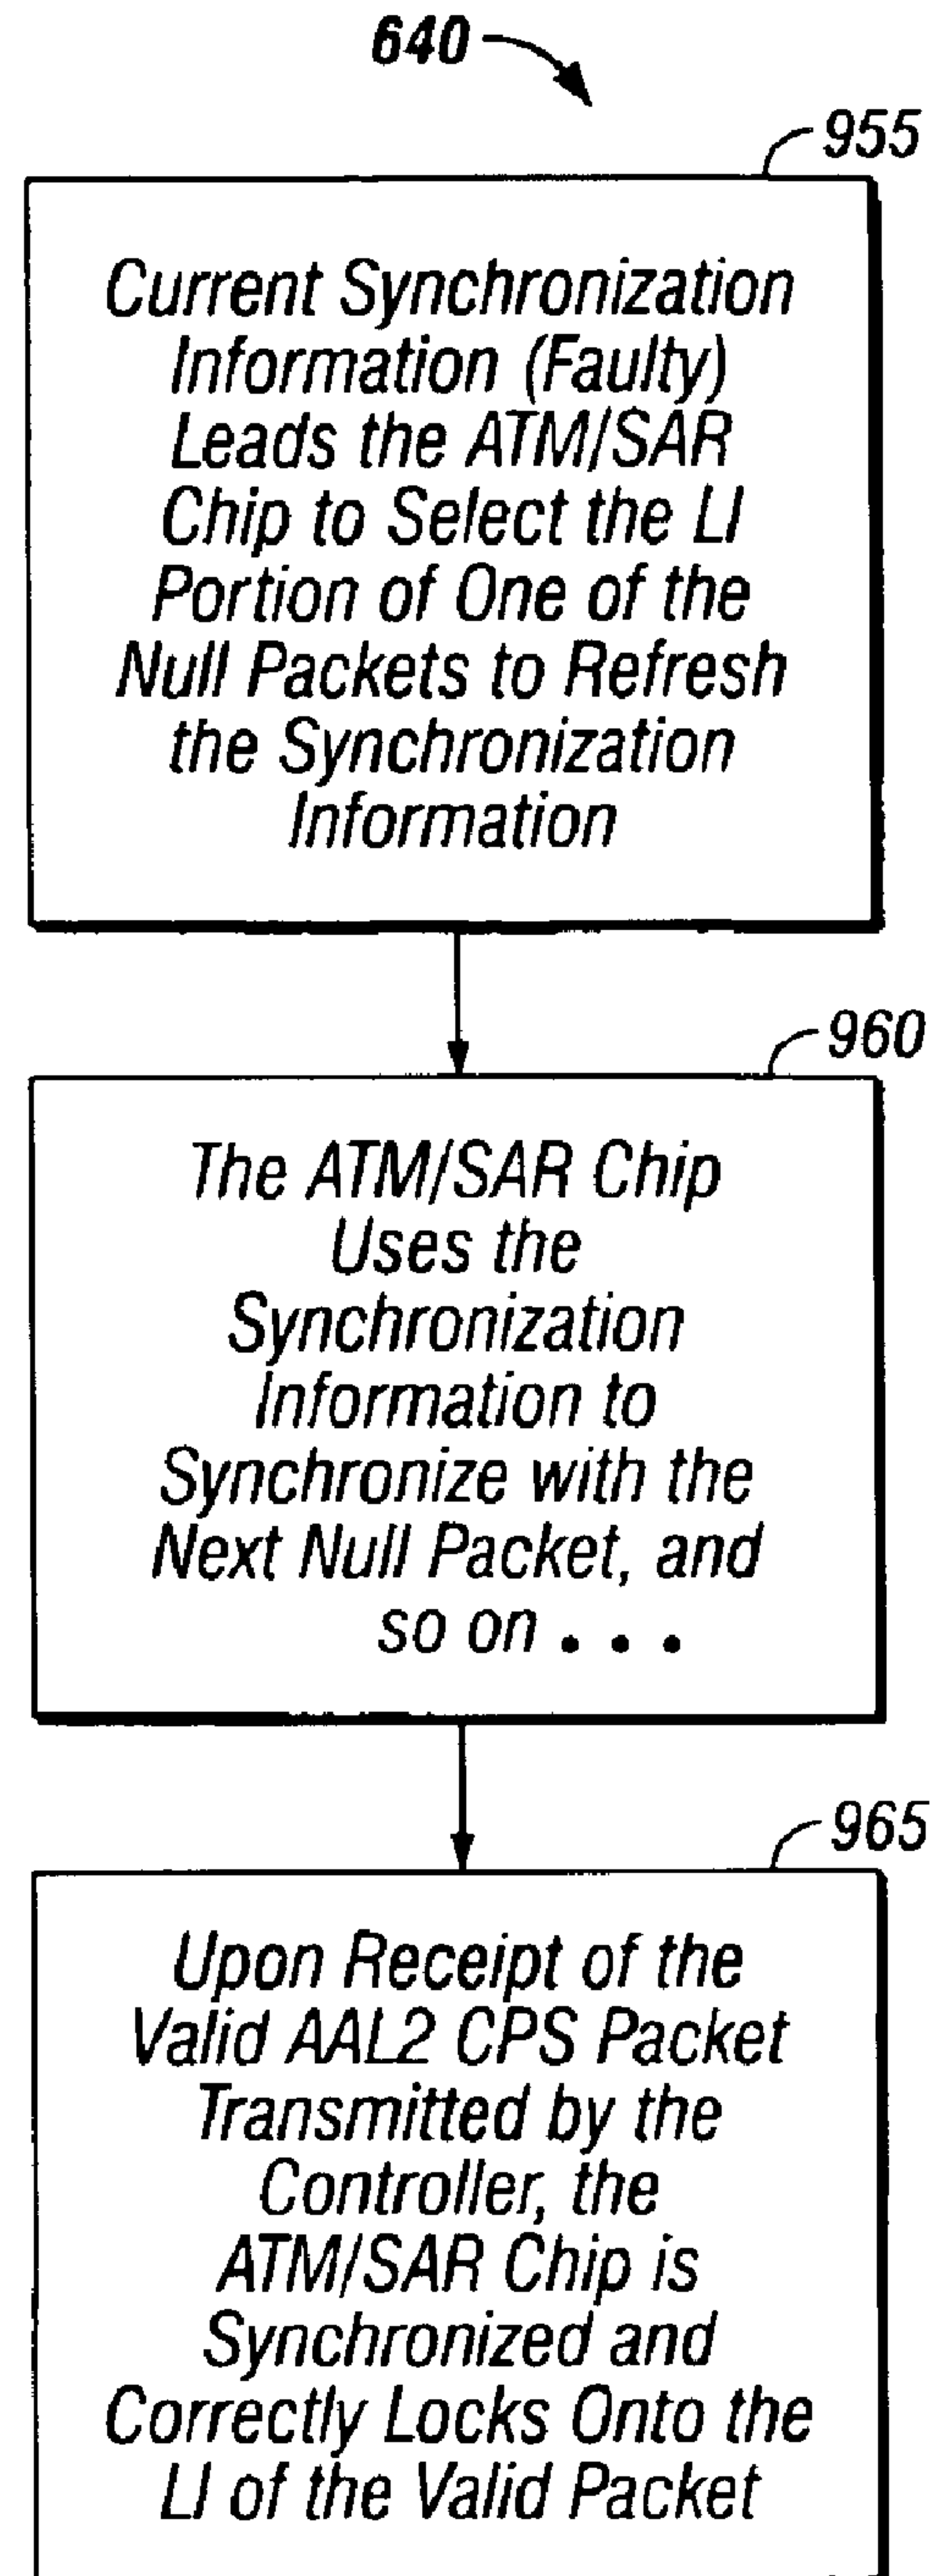 640
955
Current Synchronization
Information (Faulty)
Leads the ATM/SAR
Chip to Select the LI
Portion of One of the
Null Packets to Refresh
the Synchronization
Information
960
The ATM/SAR Chip
Uses the
Synchronization
Information to
Synchronize with the
Next Null Packet, and
so on . . .
965
Upon Receipt of the
Valid AAL2 CPS Packet
Transmitted by the
Controller, the
ATM/SAR Chip is
Synchronized and
Correctly Locks Onto the
LI of the Valid Packet